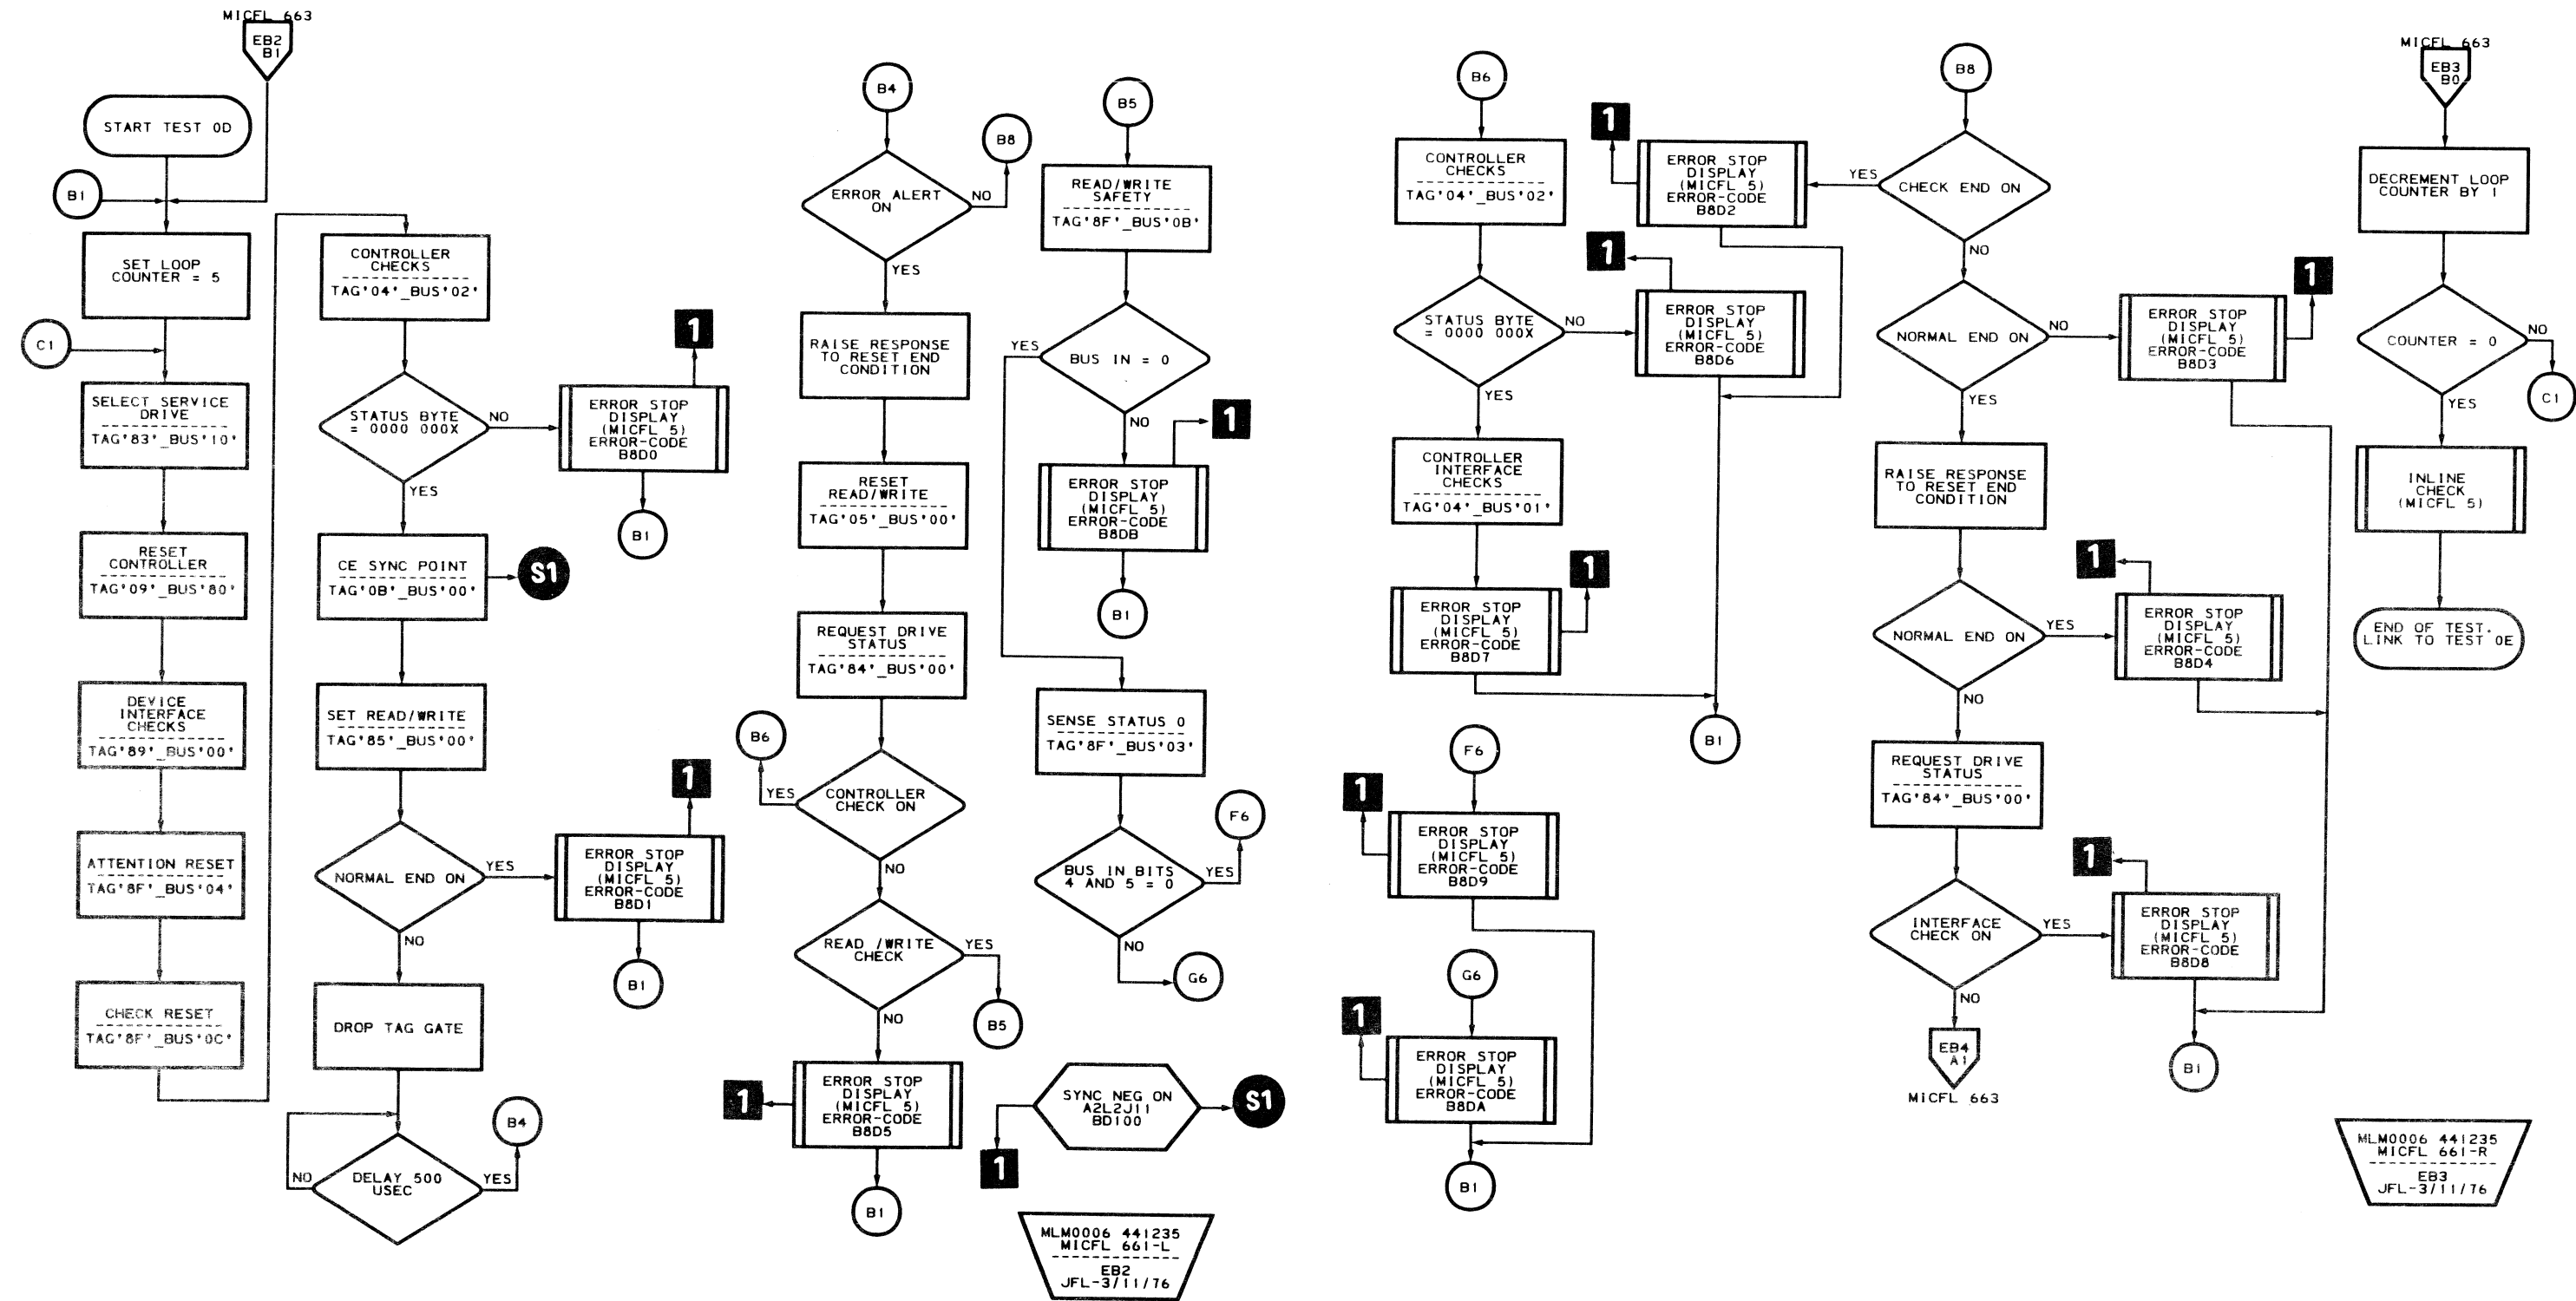 MICFL 663
EB2
B1
START TEST 0D
B1
SET LOOP
COUNTER = 5
C1
SELECT SERVICE
DRIVE
TAG'83'_BUS'10'
RESET
CONTROLLER
TAG'09'_BUS'80'
DEVICE
INTERFACE
CHECKS
TAG'89'_BUS'00'
ATTENTION RESET
TAG'8F'_BUS'04'
CHECK RESET
TAG'8F'_BUS'0C'
CONTROLLER
CHECKS
TAG'04'_BUS'02'
STATUS BYTE
= 0000 000X
NO
YES
1
ERROR STOP
DISPLAY
(MICFL 5)
ERROR-CODE
B8D0
B1
CE SYNC POINT
TAG'0B'_BUS'00'
S1
SET READ/WRITE
TAG'85'_BUS'00'
NORMAL END ON
YES
NO
1
ERROR STOP
DISPLAY
(MICFL 5)
ERROR-CODE
B8D1
B1
DROP TAG GATE
DELAY 500
USEC
NO
YES
B4
B4
ERROR ALERT
ON
NO
B8
YES
RAISE RESPONSE
TO RESET END
CONDITION
RESET
READ/WRITE
TAG'05'_BUS'00'
REQUEST DRIVE
STATUS
TAG'84'_BUS'00'
B6
YES
CONTROLLER
CHECK ON
NO
READ /WRITE
CHECK
YES
B5
NO
1
ERROR STOP
DISPLAY
(MICFL 5)
ERROR-CODE
B8D5
B1
B5
READ/WRITE
SAFETY
TAG'8F'_BUS'0B'
YES
BUS IN = 0
NO
1
ERROR STOP
DISPLAY
(MICFL 5)
ERROR-CODE
B8DB
B1
SENSE STATUS 0
TAG'8F'_BUS'03'
BUS IN BITS
4 AND 5 = 0
YES
F6
NO
G6
SYNC NEG ON
A2L2J11
BD100
S1
1
MLM0006 441235
MICFL 661-L
EB2
JFL-3/11/76
B6
CONTROLLER
CHECKS
TAG'04'_BUS'02'
STATUS BYTE
= 0000 000X
NO
YES
CONTROLLER
INTERFACE
CHECKS
TAG'04'_BUS'01'
1
ERROR STOP
DISPLAY
(MICFL 5)
ERROR-CODE
B8D7
1
ERROR STOP
DISPLAY
(MICFL 5)
ERROR-CODE
B8D2
1
ERROR STOP
DISPLAY
(MICFL 5)
ERROR-CODE
B8D6
B1
F6
1
ERROR STOP
DISPLAY
(MICFL 5)
ERROR-CODE
B8D9
G6
1
ERROR STOP
DISPLAY
(MICFL 5)
ERROR-CODE
B8DA
B1
B8
YES
CHECK END ON
NO
NORMAL END ON
NO
YES
1
ERROR STOP
DISPLAY
(MICFL 5)
ERROR-CODE
B8D3
RAISE RESPONSE
TO RESET END
CONDITION
NORMAL END ON
YES
NO
1
ERROR STOP
DISPLAY
(MICFL 5)
ERROR-CODE
B8D4
REQUEST DRIVE
STATUS
TAG'84'_BUS'00'
INTERFACE
CHECK ON
YES
NO
1
ERROR STOP
DISPLAY
(MICFL 5)
ERROR-CODE
B8D8
B1
EB4
A1
MICFL 663
MICFL 663
EB3
B0
DECREMENT LOOP
COUNTER BY 1
COUNTER = 0
NO
C1
YES
INLINE
CHECK
(MICFL 5)
END OF TEST.
LINK TO TEST 0E
MLM0006 441235
MICFL 661-R
EB3
JFL-3/11/76